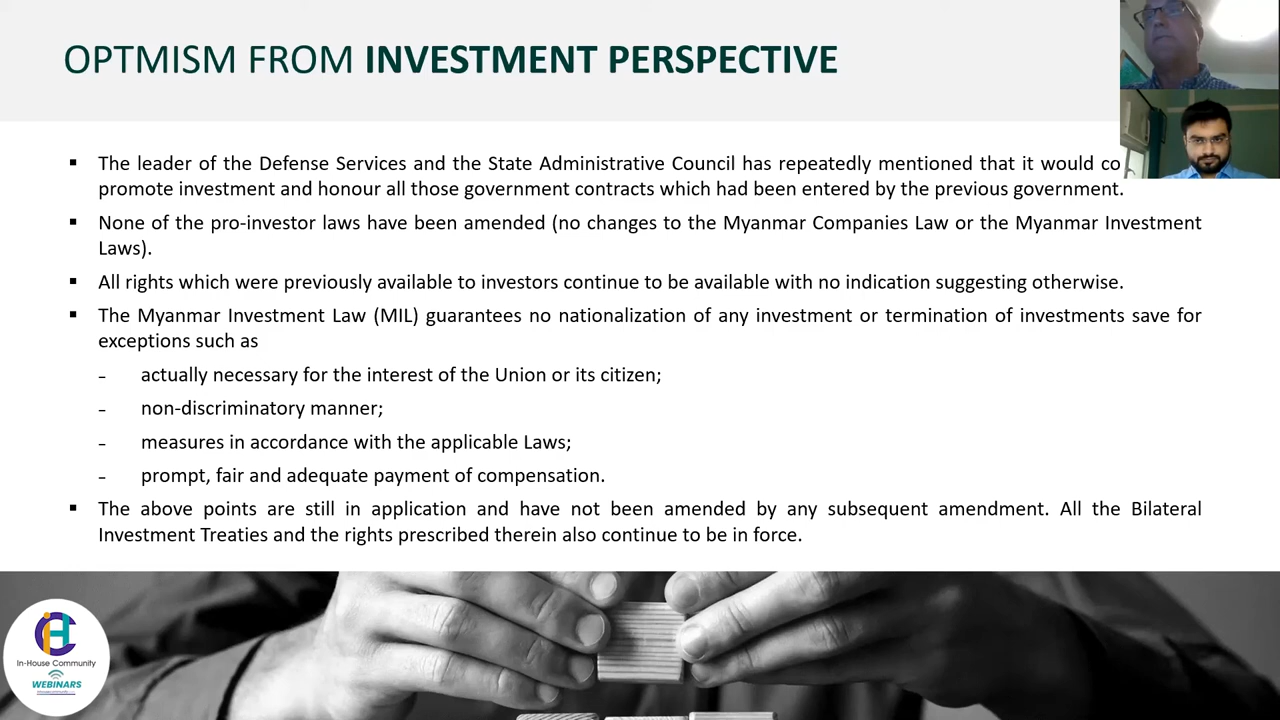 OPTMISM FROM INVESTMENT PERSPECTIVE
▪ The leader of the Defense Services and the State Administrative Council has repeatedly mentioned that it would co
promote investment and honour all those government contracts which had been entered by the previous government.
▪ None of the pro-investor laws have been amended (no changes to the Myanmar Companies Law or the Myanmar Investment
Laws).
▪ All rights which were previously available to investors continue to be available with no indication suggesting otherwise.
▪ The Myanmar Investment Law (MIL) guarantees no nationalization of any investment or termination of investments save for
exceptions such as
– actually necessary for the interest of the Union or its citizen;
– non-discriminatory manner;
– measures in accordance with the applicable Laws;
– prompt, fair and adequate payment of compensation.
▪ The above points are still in application and have not been amended by any subsequent amendment. All the Bilateral
Investment Treaties and the rights prescribed therein also continue to be in force.
In-House Community
WEBINARS